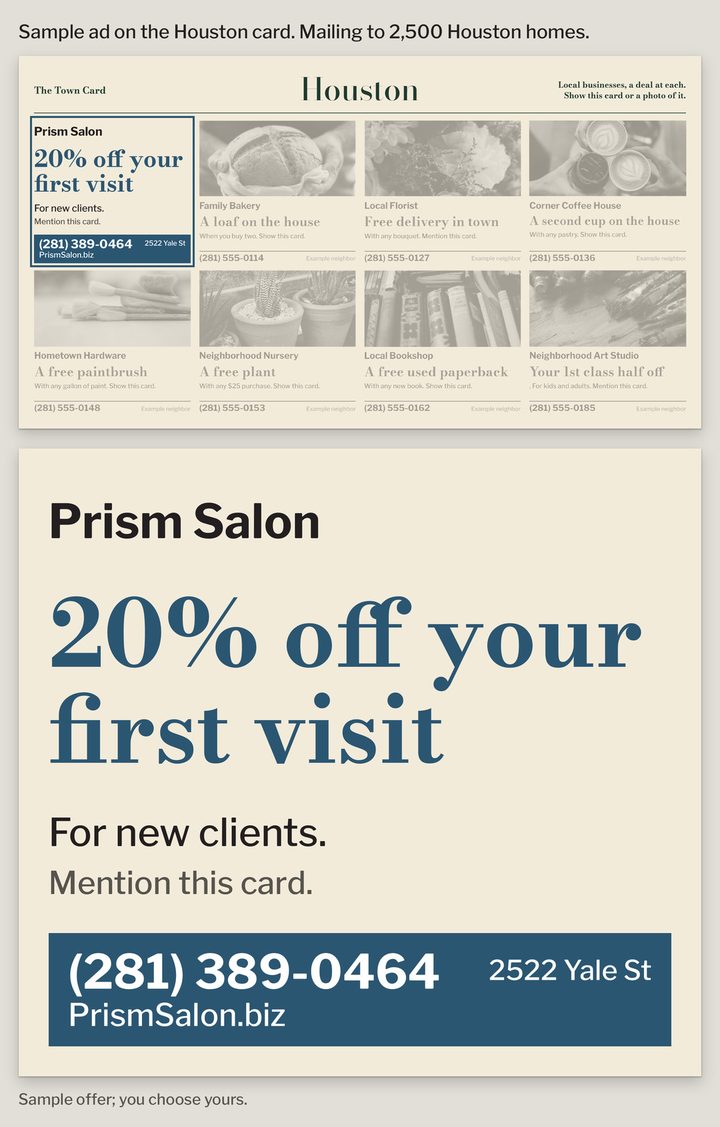 Sample ad on the Houston card. Mailing to 2,500 Houston homes.
The Town Card
Houston
Local businesses, a deal at each.
Show this card or a photo of it.
Prism Salon
20% off your
first visit
For new clients.
Mention this card.
(281) 389-0464 2522 Yale St
PrismSalon.biz
Family Bakery
A loaf on the house
When you buy two. Show this card.
(281) 555-0114 Example neighbor
Local Florist
Free delivery in town
With any bouquet. Mention this card.
(281) 555-0127 Example neighbor
Corner Coffee House
A second cup on the house
With any pastry. Show this card.
(281) 555-0136 Example neighbor
Hometown Hardware
A free paintbrush
With any gallon of paint. Show this card.
(281) 555-0148 Example neighbor
Neighborhood Nursery
A free plant
With any $25 purchase. Show this card.
(281) 555-0153 Example neighbor
Local Bookshop
A free used paperback
With any new book. Show this card.
(281) 555-0162 Example neighbor
Neighborhood Art Studio
Your 1st class half off
For kids and adults. Mention this card.
(281) 555-0185 Example neighbor
Prism Salon
20% off your
first visit
For new clients.
Mention this card.
(281) 389-0464 2522 Yale St
PrismSalon.biz
Sample offer; you choose yours.